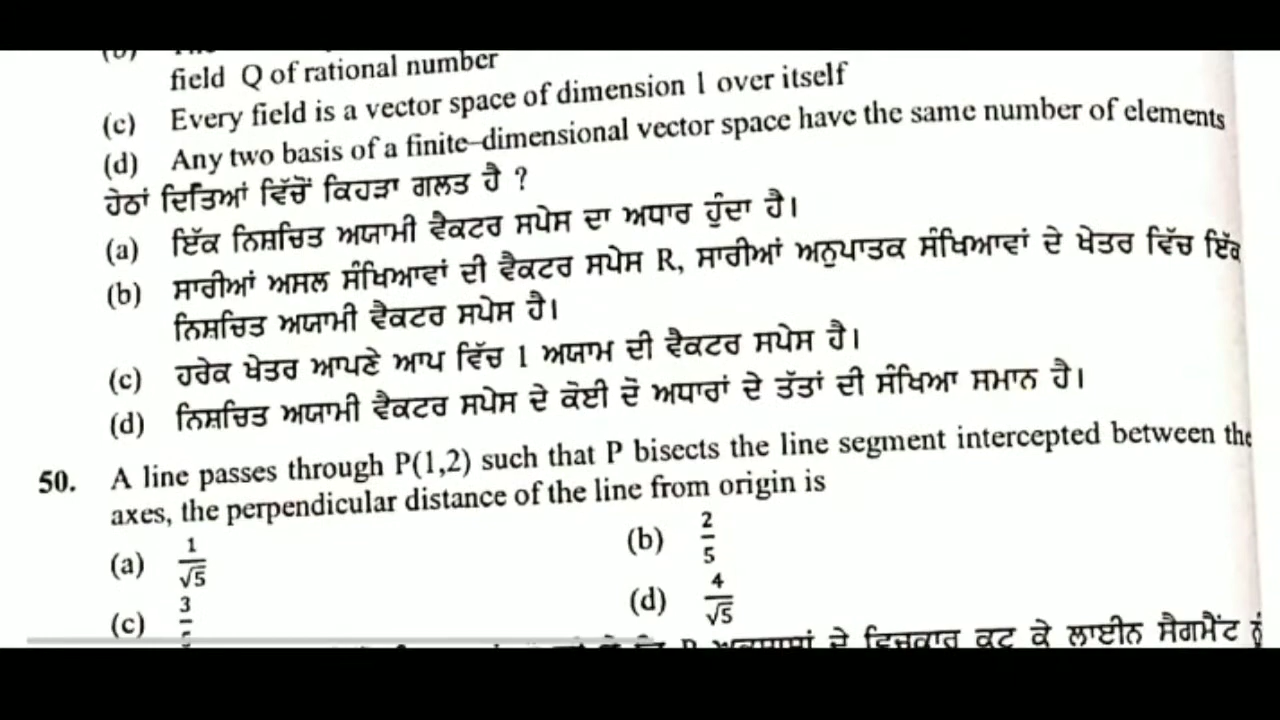 field Q of rational number
(c) Every field is a vector space of dimension 1 over itself
(d) Any two basis of a finite–dimensional vector space have the same number of elements
ਹੇਠਾਂ ਦਿਤਿਆਂ ਵਿੱਚੋਂ ਕਿਹੜਾ ਗਲਤ ਹੈ ?
(a) ਇੱਕ ਨਿਸ਼ਚਿਤ ਅਯਾਮੀ ਵੈਕਟਰ ਸਪੇਸ ਦਾ ਅਧਾਰ ਹੁੰਦਾ ਹੈ।
(b) ਸਾਰੀਆਂ ਅਸਲ ਸੰਖਿਆਵਾਂ ਦੀ ਵੈਕਟਰ ਸਪੇਸ R, ਸਾਰੀਆਂ ਅਨੁਪਾਤਕ ਸੰਖਿਆਵਾਂ ਦੇ ਖੇਤਰ ਵਿੱਚ ਇੱਕ
ਨਿਸ਼ਚਿਤ ਅਯਾਮੀ ਵੈਕਟਰ ਸਪੇਸ ਹੈ।
(c) ਹਰੇਕ ਖੇਤਰ ਆਪਣੇ ਆਪ ਵਿੱਚ 1 ਅਯਾਮ ਦੀ ਵੈਕਟਰ ਸਪੇਸ ਹੈ।
(d) ਨਿਸ਼ਚਿਤ ਅਯਾਮੀ ਵੈਕਟਰ ਸਪੇਸ ਦੇ ਕੋਈ ਦੋ ਅਧਾਰਾਂ ਦੇ ਤੱਤਾਂ ਦੀ ਸੰਖਿਆ ਸਮਾਨ ਹੈ।
50. A line passes through P(1,2) such that P bisects the line segment intercepted between the
axes, the perpendicular distance of the line from origin is
(a) 1/√5 (b) 2/5
(c) 3 (d) 4/√5
ਦੇ ਵਿਚਕਾਰ ਕਟ ਕੇ ਲਾਈਨ ਸੈਗਮੈਂਟ ਨੂੰ